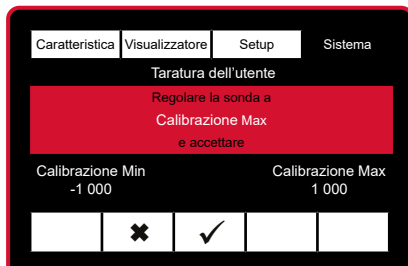 Caratteristica Visualizzatore Setup Sistema
Taratura dell'utente
Regolare la sonda a
Calibrazione Max
e accettare
Calibrazione Min Calibrazione Max
-1 000 1 000